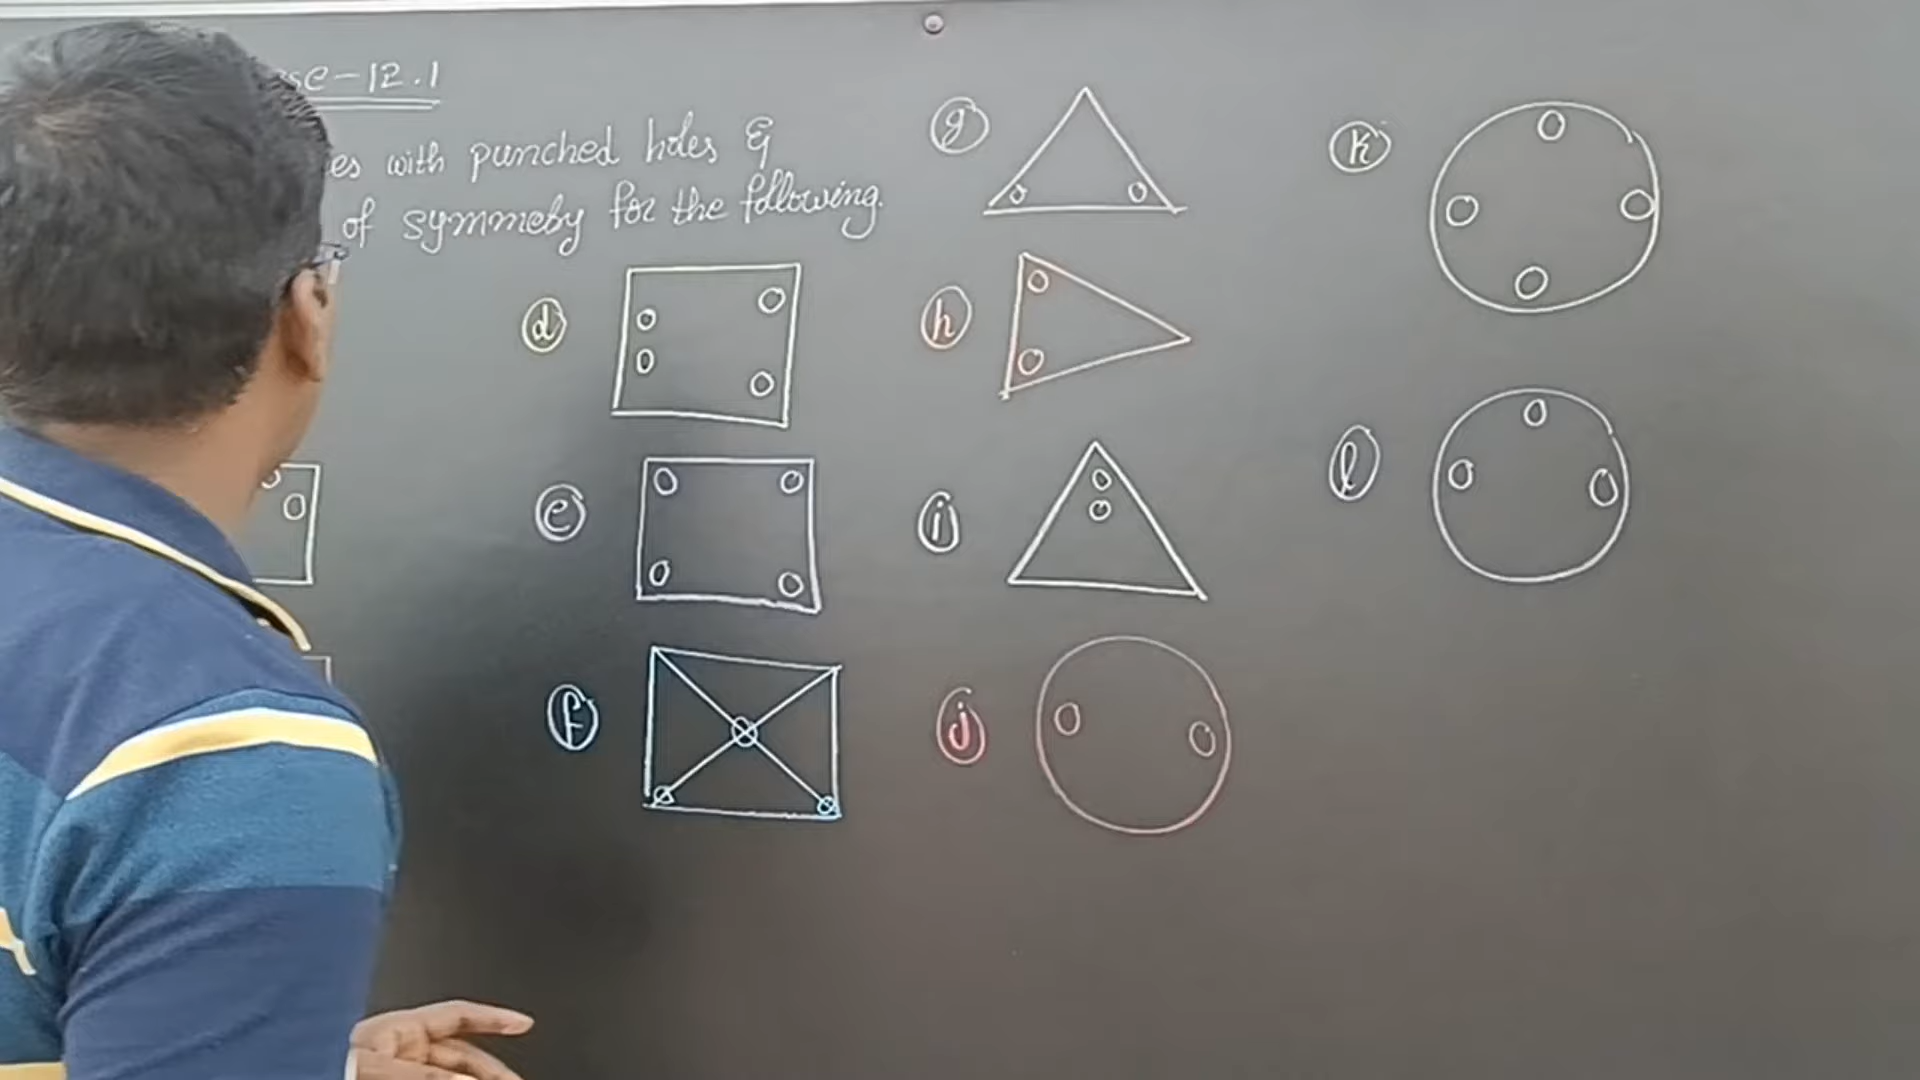 se-12.1
es with punched holes &
of symmetry for the following.
d
e
f
g
h
i
j
k
l